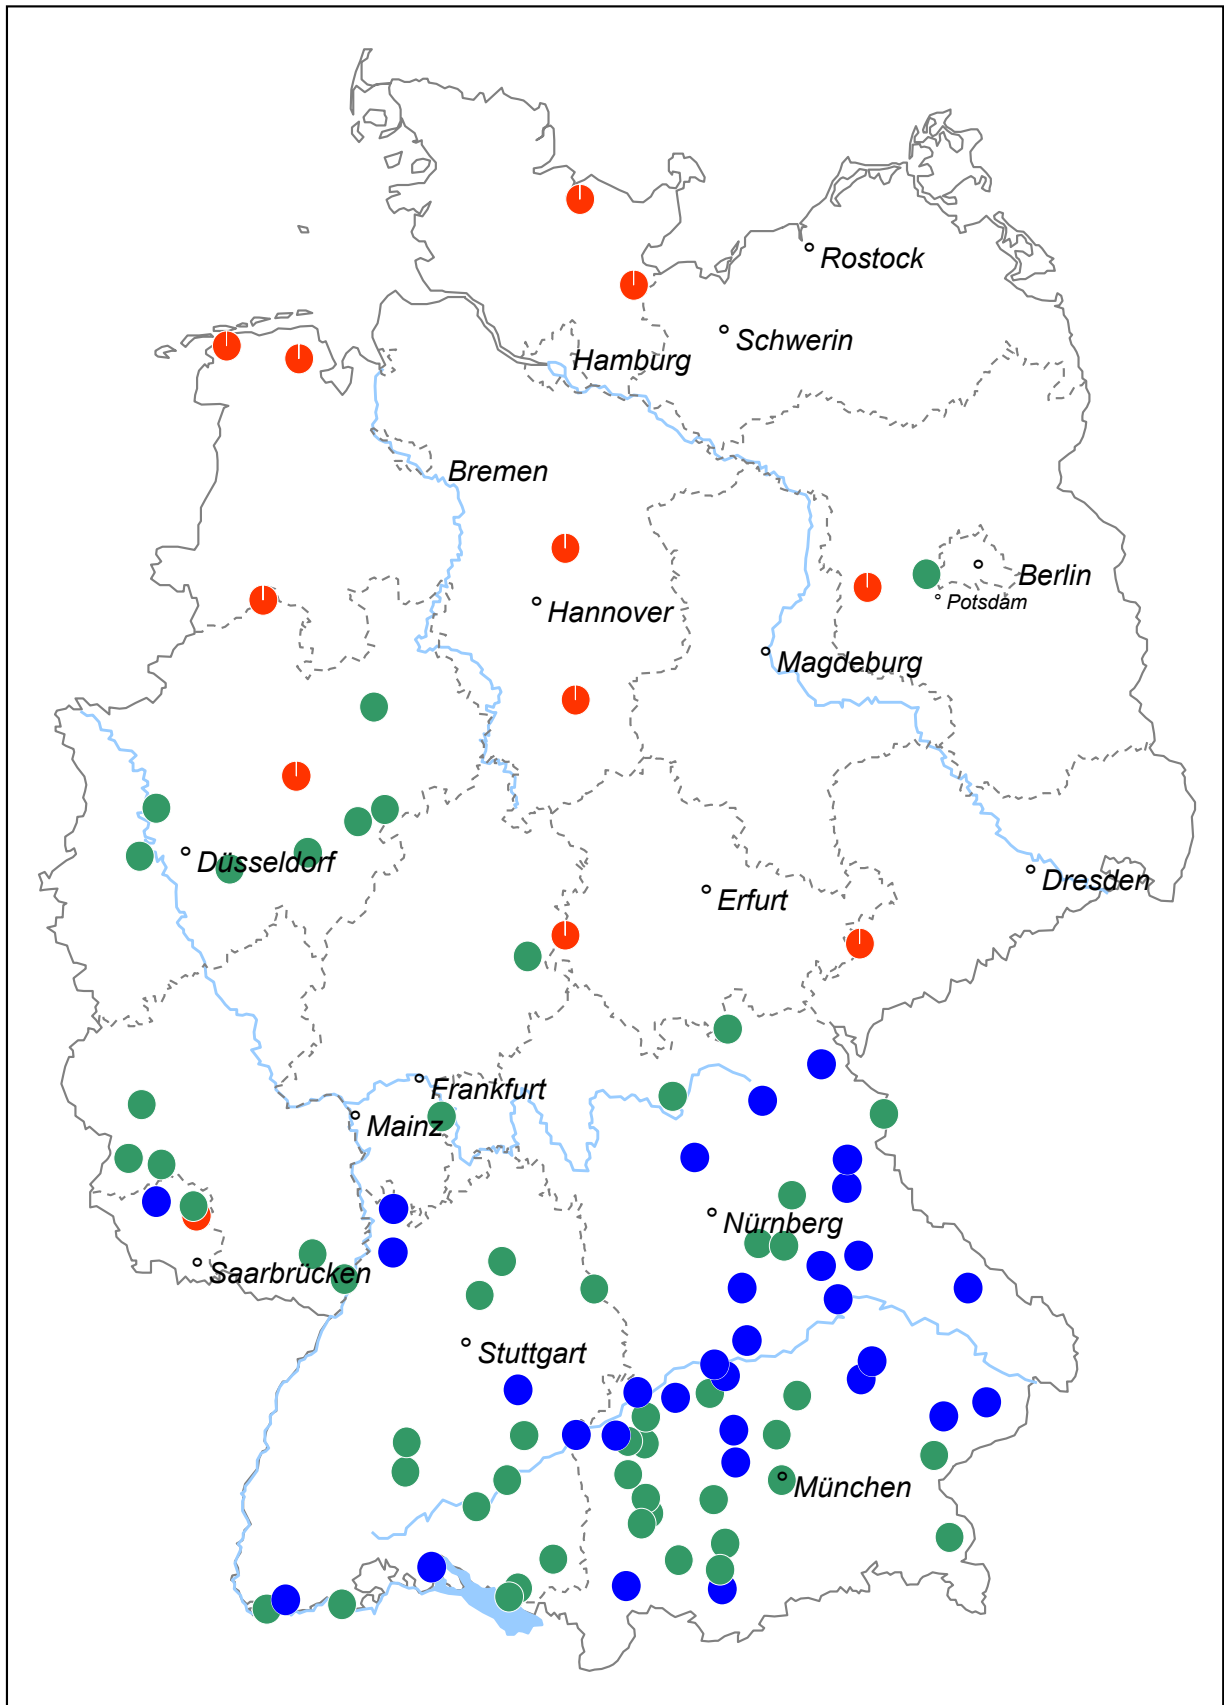 Rostock
Schwerin
Hamburg
Bremen
Berlin
Potsdam
Hannover
Magdeburg
Düsseldorf
Dresden
Erfurt
Frankfurt
Mainz
Nürnberg
Saarbrücken
Stuttgart
München